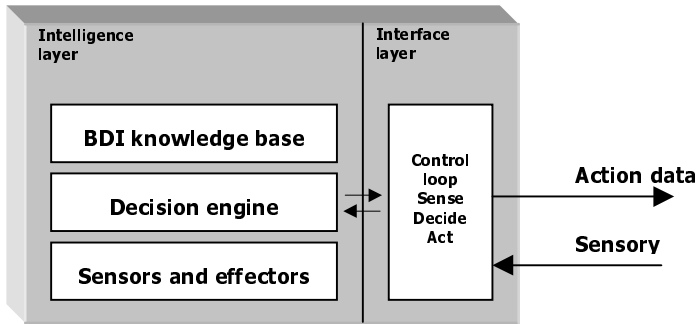 Intelligence
layer
BDI knowledge base
Decision engine
Sensors and effectors
Interface
layer
Control
loop
Sense
Decide
Act
Action data
Sensory